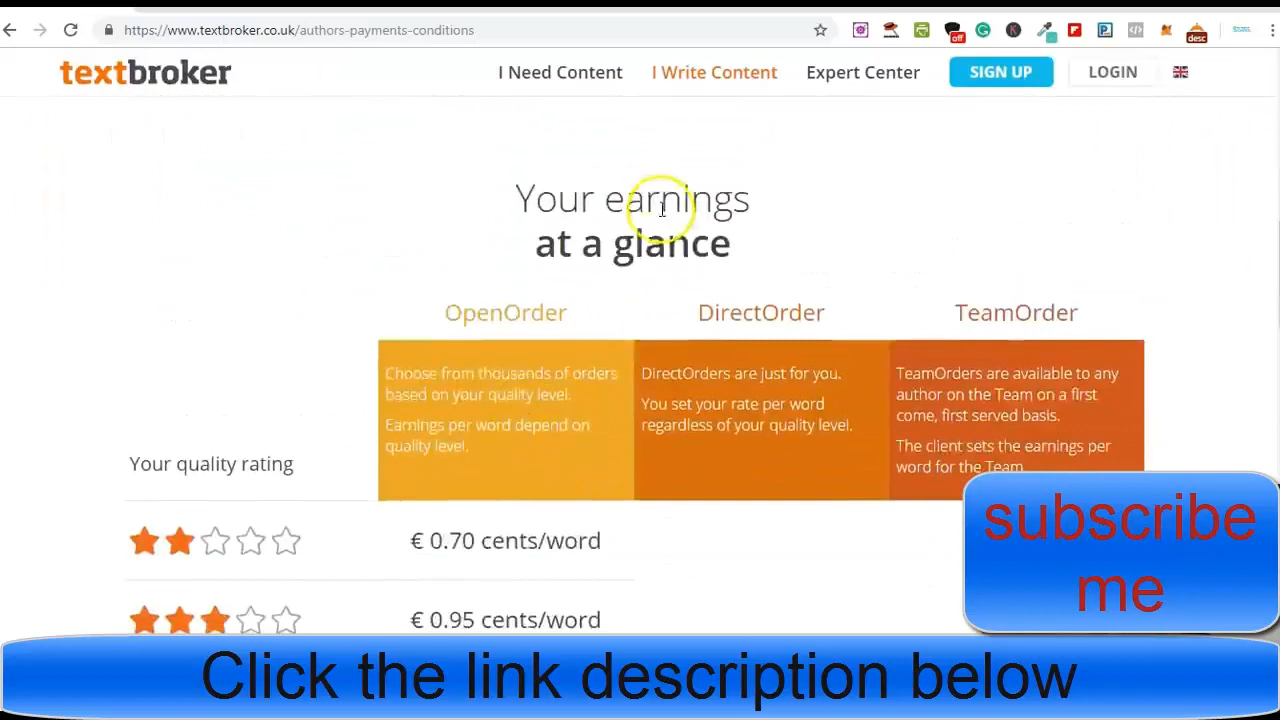 https://www.textbroker.co.uk/authors-payments-conditions
off
desc
textbroker
I Need Content
I Write Content
Expert Center
SIGN UP
LOGIN
Your earnings
at a glance
OpenOrder
DirectOrder
TeamOrder
Choose from thousands of orders
based on your quality level.
Earnings per word depend on
quality level.
DirectOrders are just for you.
You set your rate per word
regardless of your quality level.
TeamOrders are available to any
author on the Team on a first
come, first served basis.
The client sets the earnings per
word for the Team.
Your quality rating
€ 0.70 cents/word
€ 0.95 cents/word
subscribe
me
Click the link description below